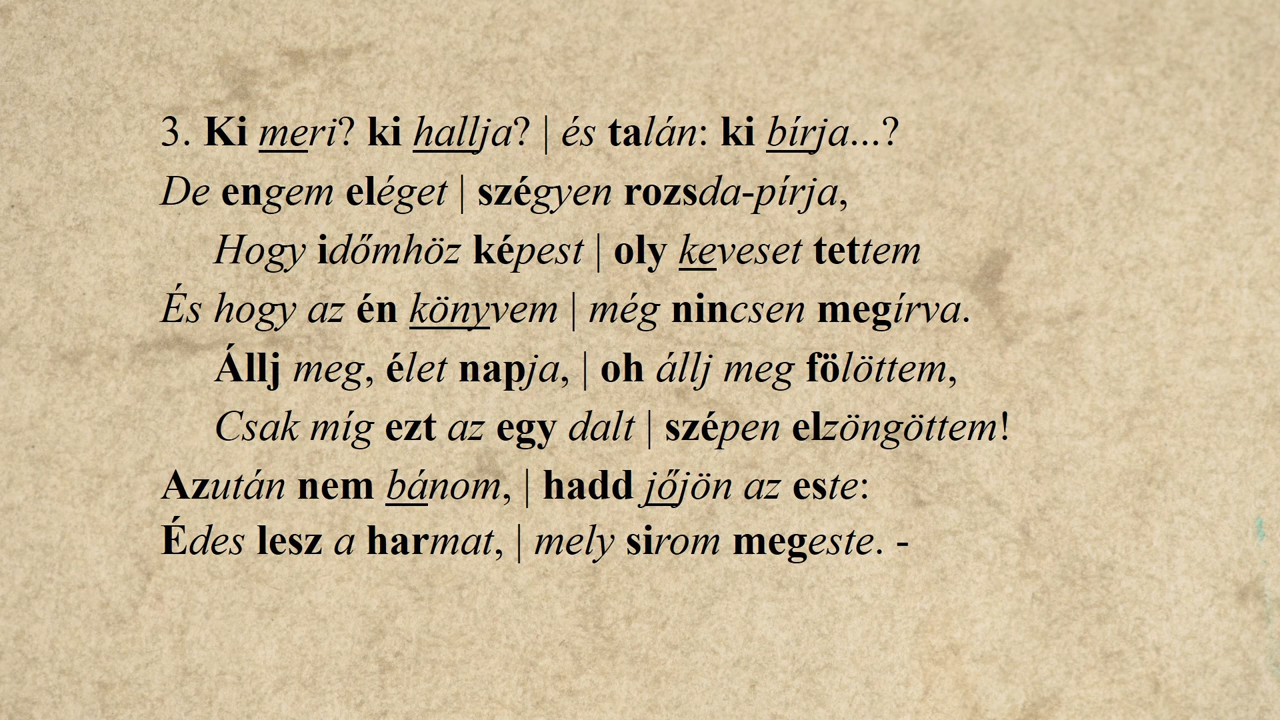 3. Ki meri? ki hallja? | és talán: ki bírja...?
De engem eléget | szégyen rozsda-pírja,
Hogy időmhöz képest | oly keveset tettem
És hogy az én könyvem | még nincsen megírva.
Állj meg, élet napja, | oh állj meg fölöttem,
Csak míg ezt az egy dalt | szépen elzöngöttem!
Azután nem bánom, | hadd jőjön az este:
Édes lesz a harmat, | mely sirom megeste. -